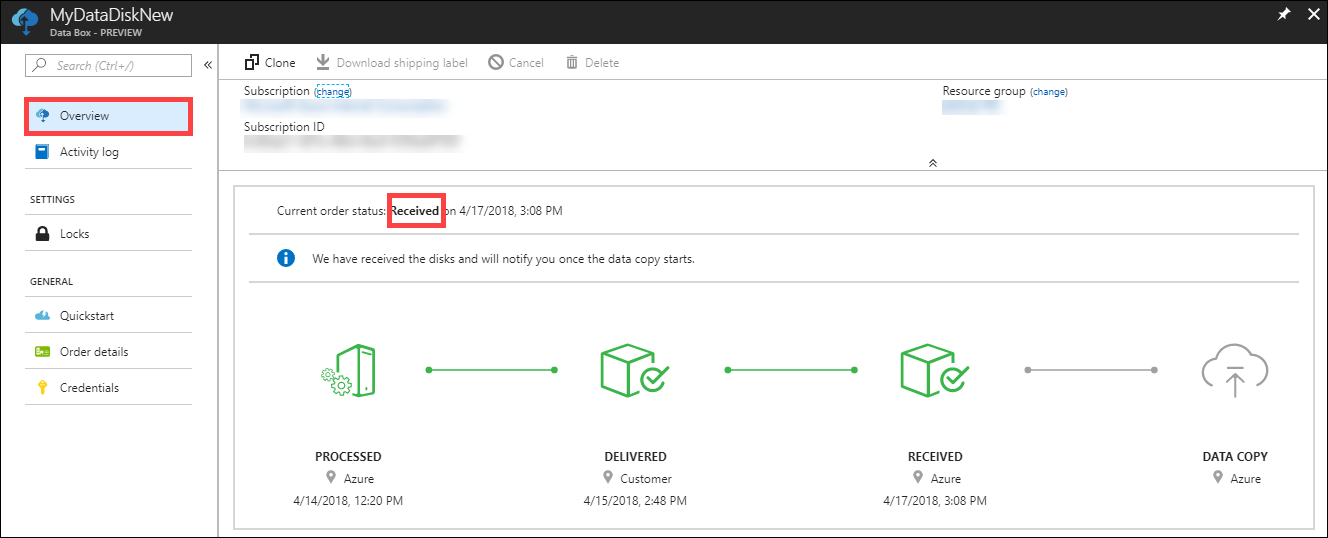 MyDataDiskNew
Data Box - PREVIEW
Search (Ctrl+/)
«
Clone
Download shipping label
Cancel
Delete
Subscription (change)
Resource group (change)
Subscription ID
Overview
Activity log
SETTINGS
Locks
GENERAL
Quickstart
Order details
Credentials
Current order status: Received on 4/17/2018, 3:08 PM
We have received the disks and will notify you once the data copy starts.
PROCESSED
Azure
4/14/2018, 12:20 PM
DELIVERED
Customer
4/15/2018, 2:48 PM
RECEIVED
Azure
4/17/2018, 3:08 PM
DATA COPY
Azure